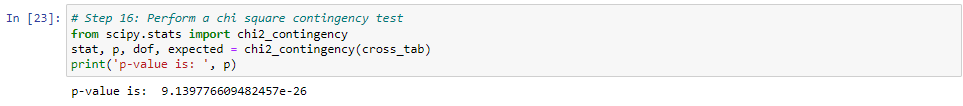 In [23]: # Step 16: Perform a chi square contingency test
from scipy.stats import chi2_contingency
stat, p, dof, expected = chi2_contingency(cross_tab)
print('p-value is: ', p)
p-value is:  9.139776609482457e-26